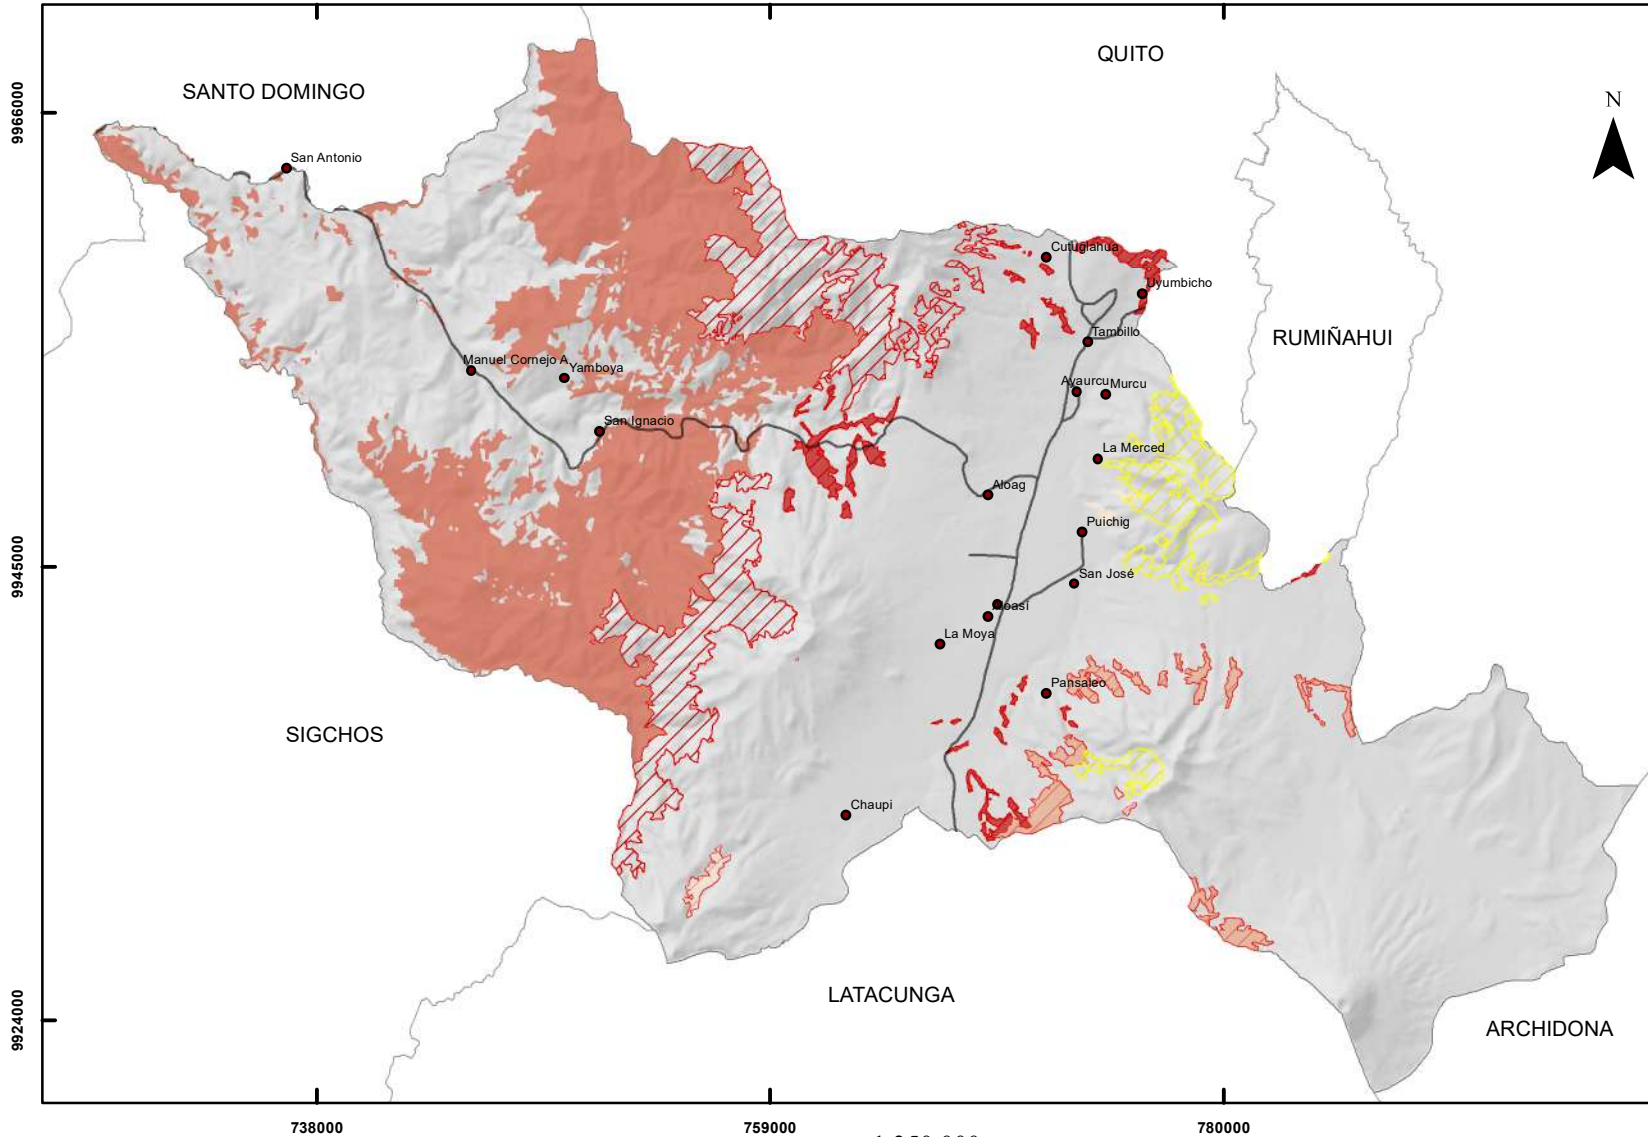 QUITO
SANTO DOMINGO
N
9966000
San Antonio
Cutuglahua
Uyumbicho
Tambillo
RUMIÑAHUI
Manuel Cornejo A.
Yamboya
Ayaurcu
Murcu
San Ignacio
La Merced
Aloag
Puichig
9945000
San José
La Moya
Pansaleo
SIGCHOS
Chaupi
LATACUNGA
9924000
ARCHIDONA
738000
759000
780000